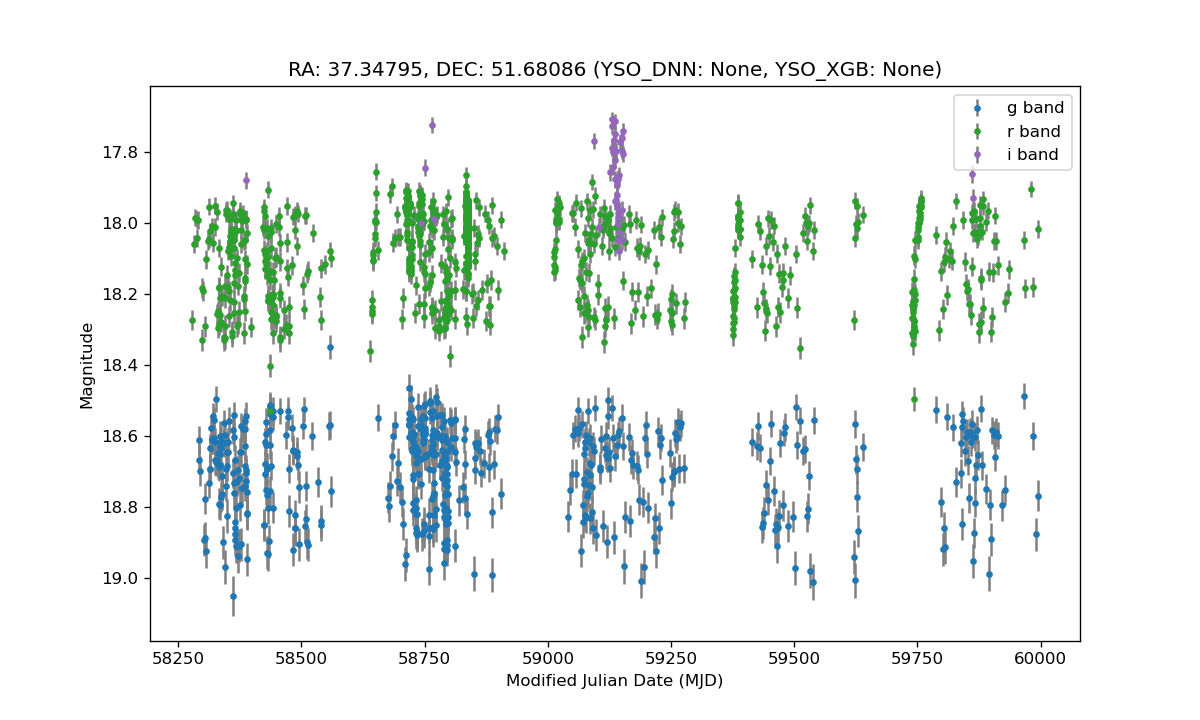 RA: 37.34795, DEC: 51.68086 (YSO_DNN: None, YSO_XGB: None)
g band
r band
i band
17.8
18.0
18.2
18.4
18.6
18.8
19.0
Magnitude
58250
58500
58750
59000
59250
59500
59750
60000
Modified Julian Date (MJD)